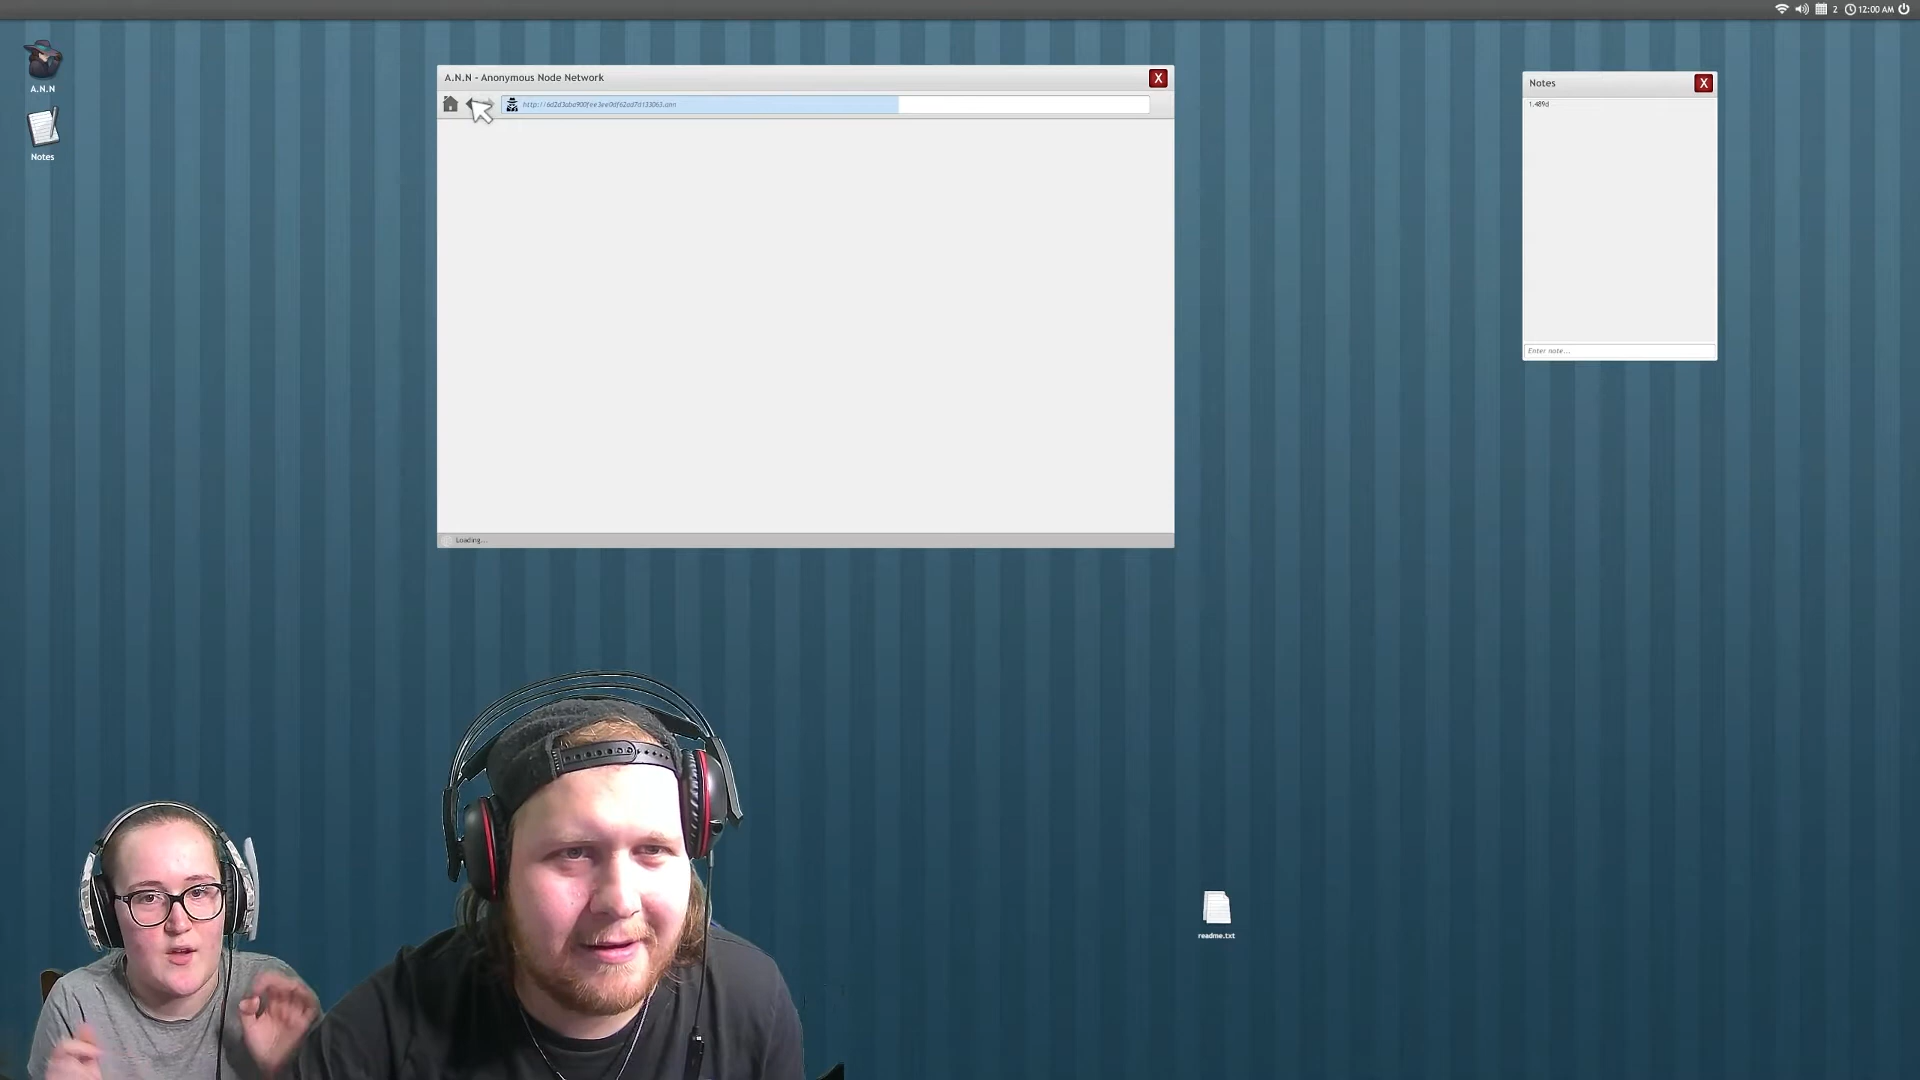 2
12:00 AM
A.N.N
Notes
A.N.N - Anonymous Node Network
X
Loading...
Notes
X
1.489d
Enter note...
readme.txt